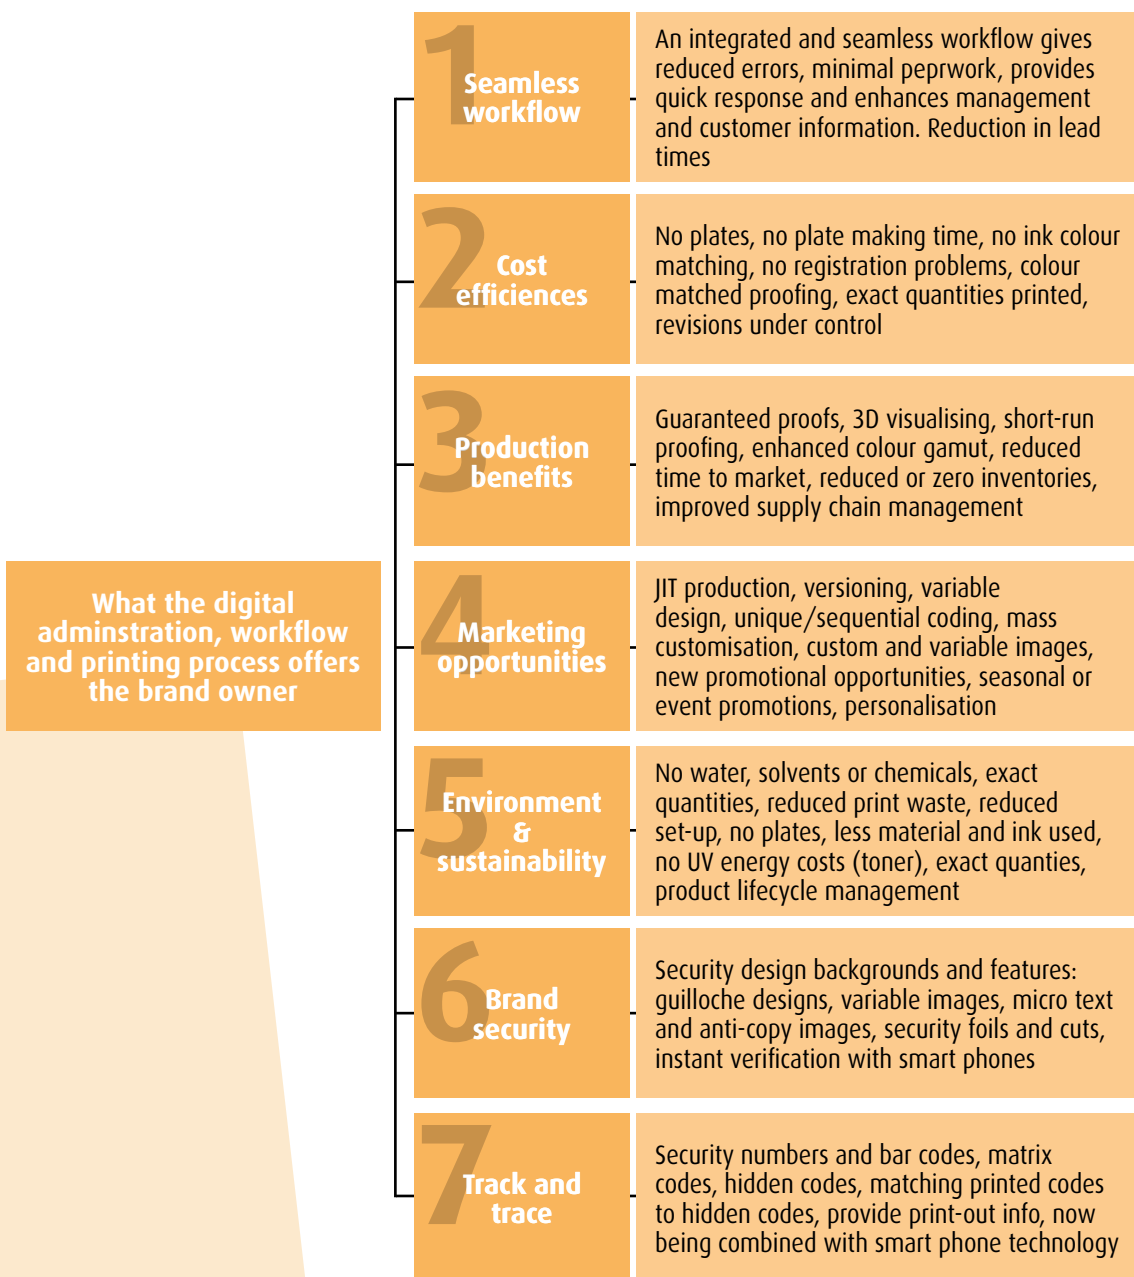 What the digital
adminstration, workflow
and printing process offers
the brand owner
1
Seamless
workflow
An integrated and seamless workflow gives
reduced errors, minimal peprwork, provides
quick response and enhances management
and customer information. Reduction in lead
times
2
Cost
efficiences
No plates, no plate making time, no ink colour
matching, no registration problems, colour
matched proofing, exact quantities printed,
revisions under control
3
Production
benefits
Guaranteed proofs, 3D visualising, short-run
proofing, enhanced colour gamut, reduced
time to market, reduced or zero inventories,
improved supply chain management
4
Marketing
opportunities
JIT production, versioning, variable
design, unique/sequential coding, mass
customisation, custom and variable images,
new promotional opportunities, seasonal or
event promotions, personalisation
5
Environment
&
sustainability
No water, solvents or chemicals, exact
quantities, reduced print waste, reduced
set-up, no plates, less material and ink used,
no UV energy costs (toner), exact quanties,
product lifecycle management
6
Brand
security
Security design backgrounds and features:
guilloche designs, variable images, micro text
and anti-copy images, security foils and cuts,
instant verification with smart phones
7
Track and
trace
Security numbers and bar codes, matrix
codes, hidden codes, matching printed codes
to hidden codes, provide print-out info, now
being combined with smart phone technology